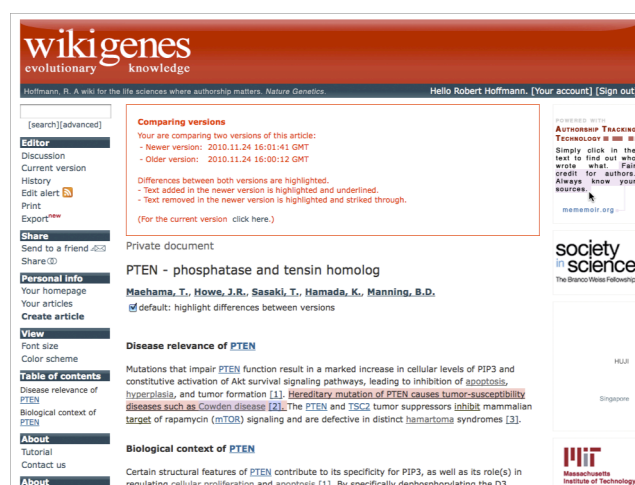 wikigenes
evolutionary knowledge
Hoffmann, R. A wiki for the life sciences where authorship matters. Nature Genetics.
Hello Robert Hoffmann. [Your account] [Sign out
[search][advanced]
Editor
Discussion
Current version
History
Edit alert
Print
Export new
Share
Send to a friend
Share
Personal info
Your homepage
Your articles
Create article
View
Font size
Color scheme
Table of contents
Disease relevance of
PTEN
Biological context of
PTEN
About
Tutorial
Contact us
About
Comparing versions
You are comparing two versions of this article:
- Newer version: 2010.11.24 16:01:41 GMT
- Older version: 2010.11.24 16:00:12 GMT
Differences between both versions are highlighted.
- Text added in the newer version is highlighted and underlined.
- Text removed in the newer version is highlighted and striked through.
(For the current version click here.)
Private document
PTEN - phosphatase and tensin homolog
Maehama, T., Howe, J.R., Sasaki, T., Hamada, K., Manning, B.D.
default: highlight differences between versions
Disease relevance of PTEN
Mutations that impair PTEN function result in a marked increase in cellular levels of PIP3 and
constitutive activation of Akt survival signaling pathways, leading to inhibition of apoptosis,
hyperplasia, and tumor formation [1]. Hereditary mutation of PTEN causes tumor-susceptibility
diseases such as Cowden disease [2]. The PTEN and TSC2 tumor suppressors inhibit mammalian
target of rapamycin (mTOR) signaling and are defective in distinct hamartoma syndromes [3].
Biological context of PTEN
Certain structural features of PTEN contribute to its specificity for PIP3, as well as its role(s) in
regulating cellular proliferation and apoptosis [1]. By specifically dephosphorylating the D3
POWERED WITH
AUTHORSHIP TRACKING
TECHNOLOGY
Simply click in the
text to find out who
wrote what. Fair
credit for authors.
Always know your
sources.
mememoir.org
society
in science
The Branco Weiss Fellowship
HUJI
Singapore
MIT
Massachusetts
Institute of Technology